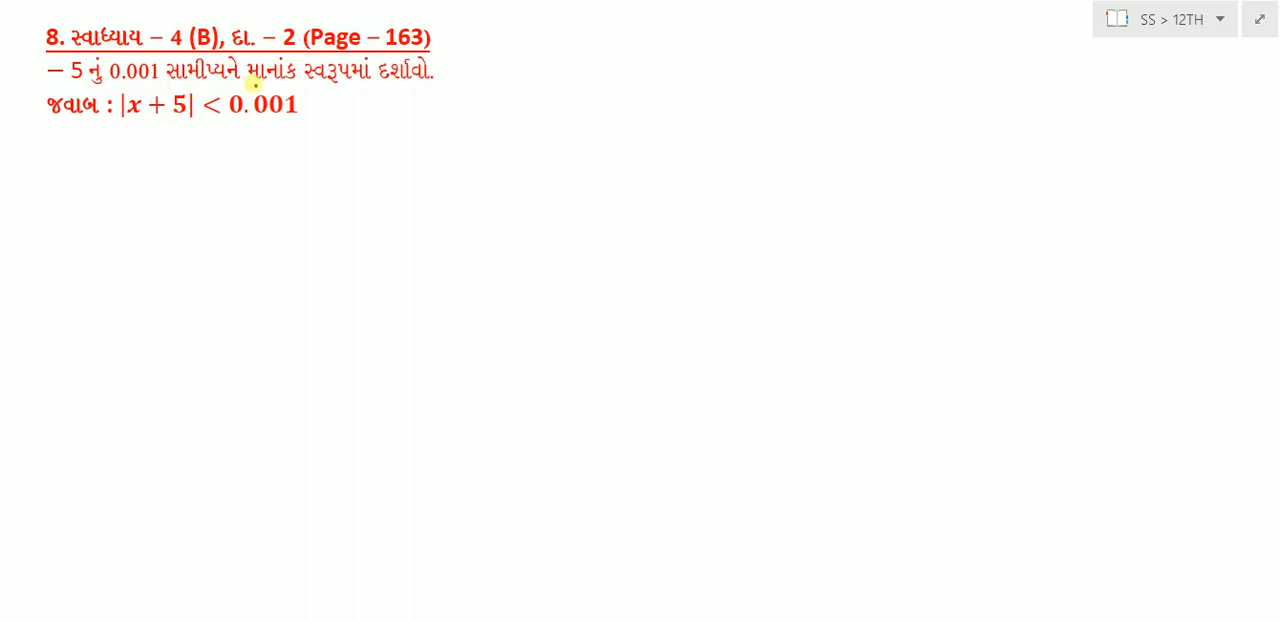 SS > 12TH
8. સ્વાધ્યાય – 4 (B), દા. – 2 (Page – 163)
– 5 નું 0.001 સામીપ્યને માનાંક સ્વરૂપમાં દર્શાવો.
જવાબ : |x + 5| < 0.001